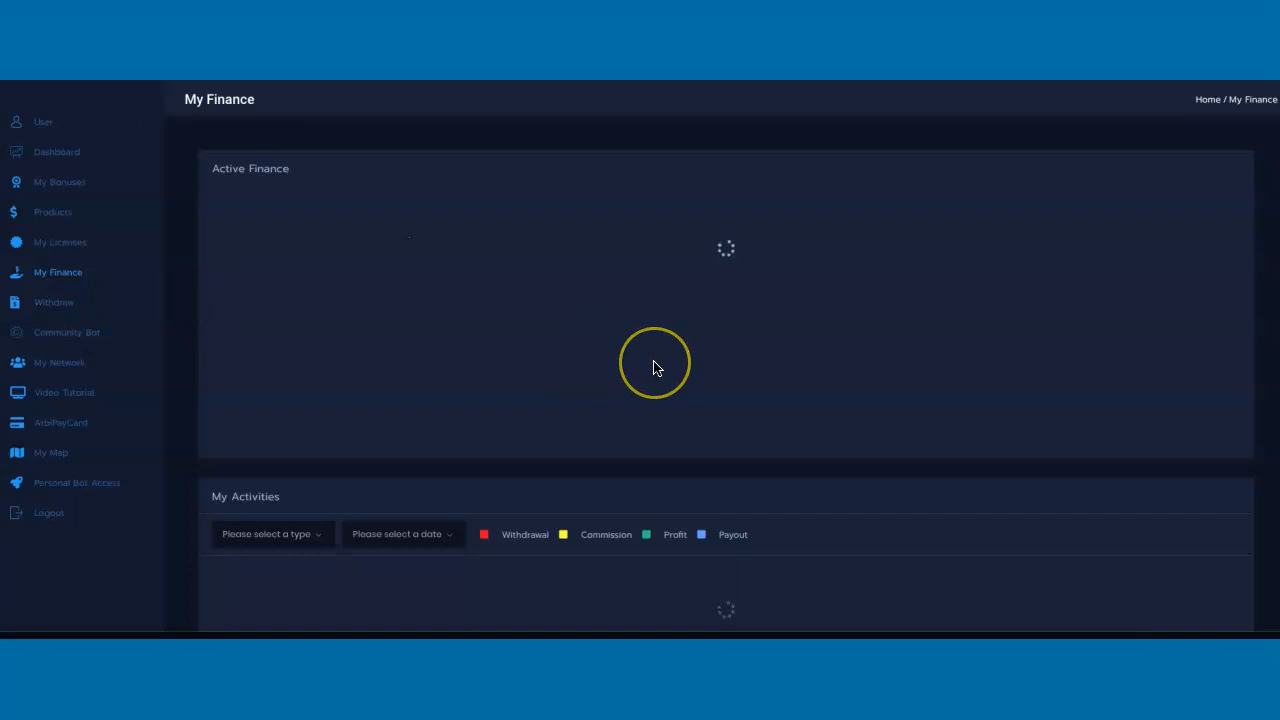 My Finance
Home / My Finance
User
Dashboard
My Bonuses
Products
My Licenses
My Finance
Withdraw
Community Bot
My Network
Video Tutorial
ArbiPayCard
My Map
Personal Bot Access
Logout
Active Finance
My Activities
Please select a type
Please select a date
Withdrawal
Commission
Profit
Payout